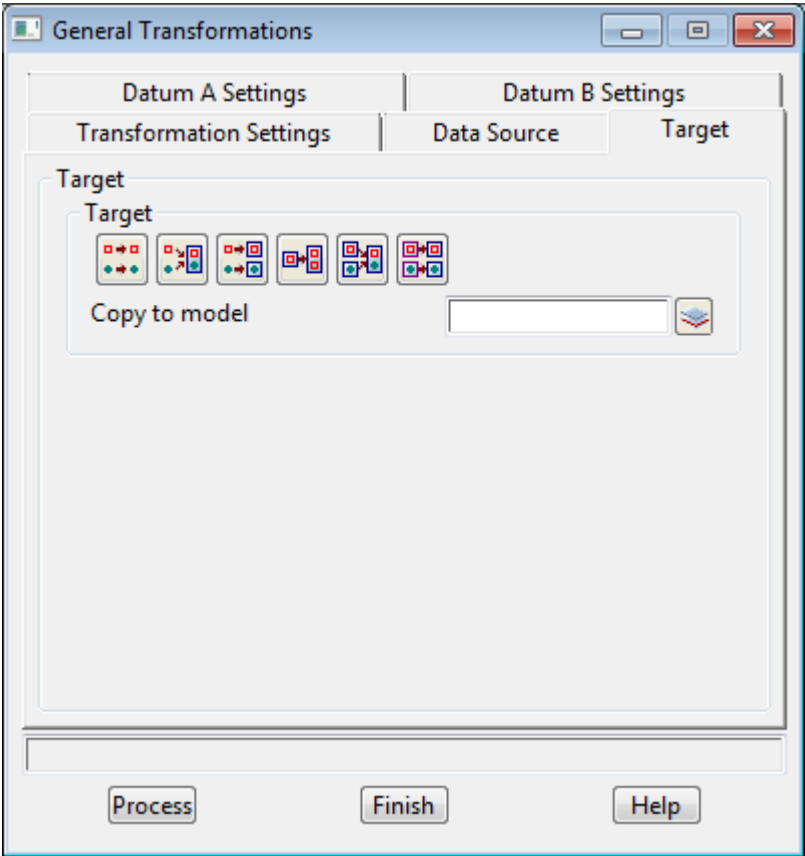 General Transformations
Datum A Settings
Datum B Settings
Transformation Settings
Data Source
Target
Target
Target
Copy to model
Process
Finish
Help